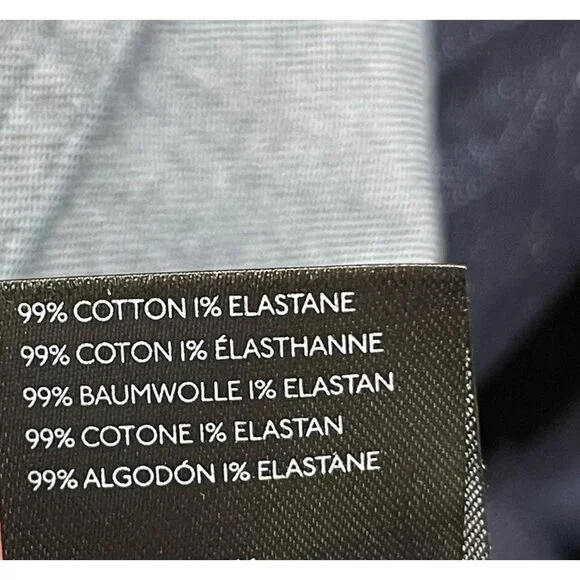 99% COTTON 1% ELASTANE
99% COTON 1% ÉLASTHANNE
99% BAUMWOLLE 1% ELASTAN
99% COTONE 1% ELASTAN
99% ALGODÓN 1% ELASTANE